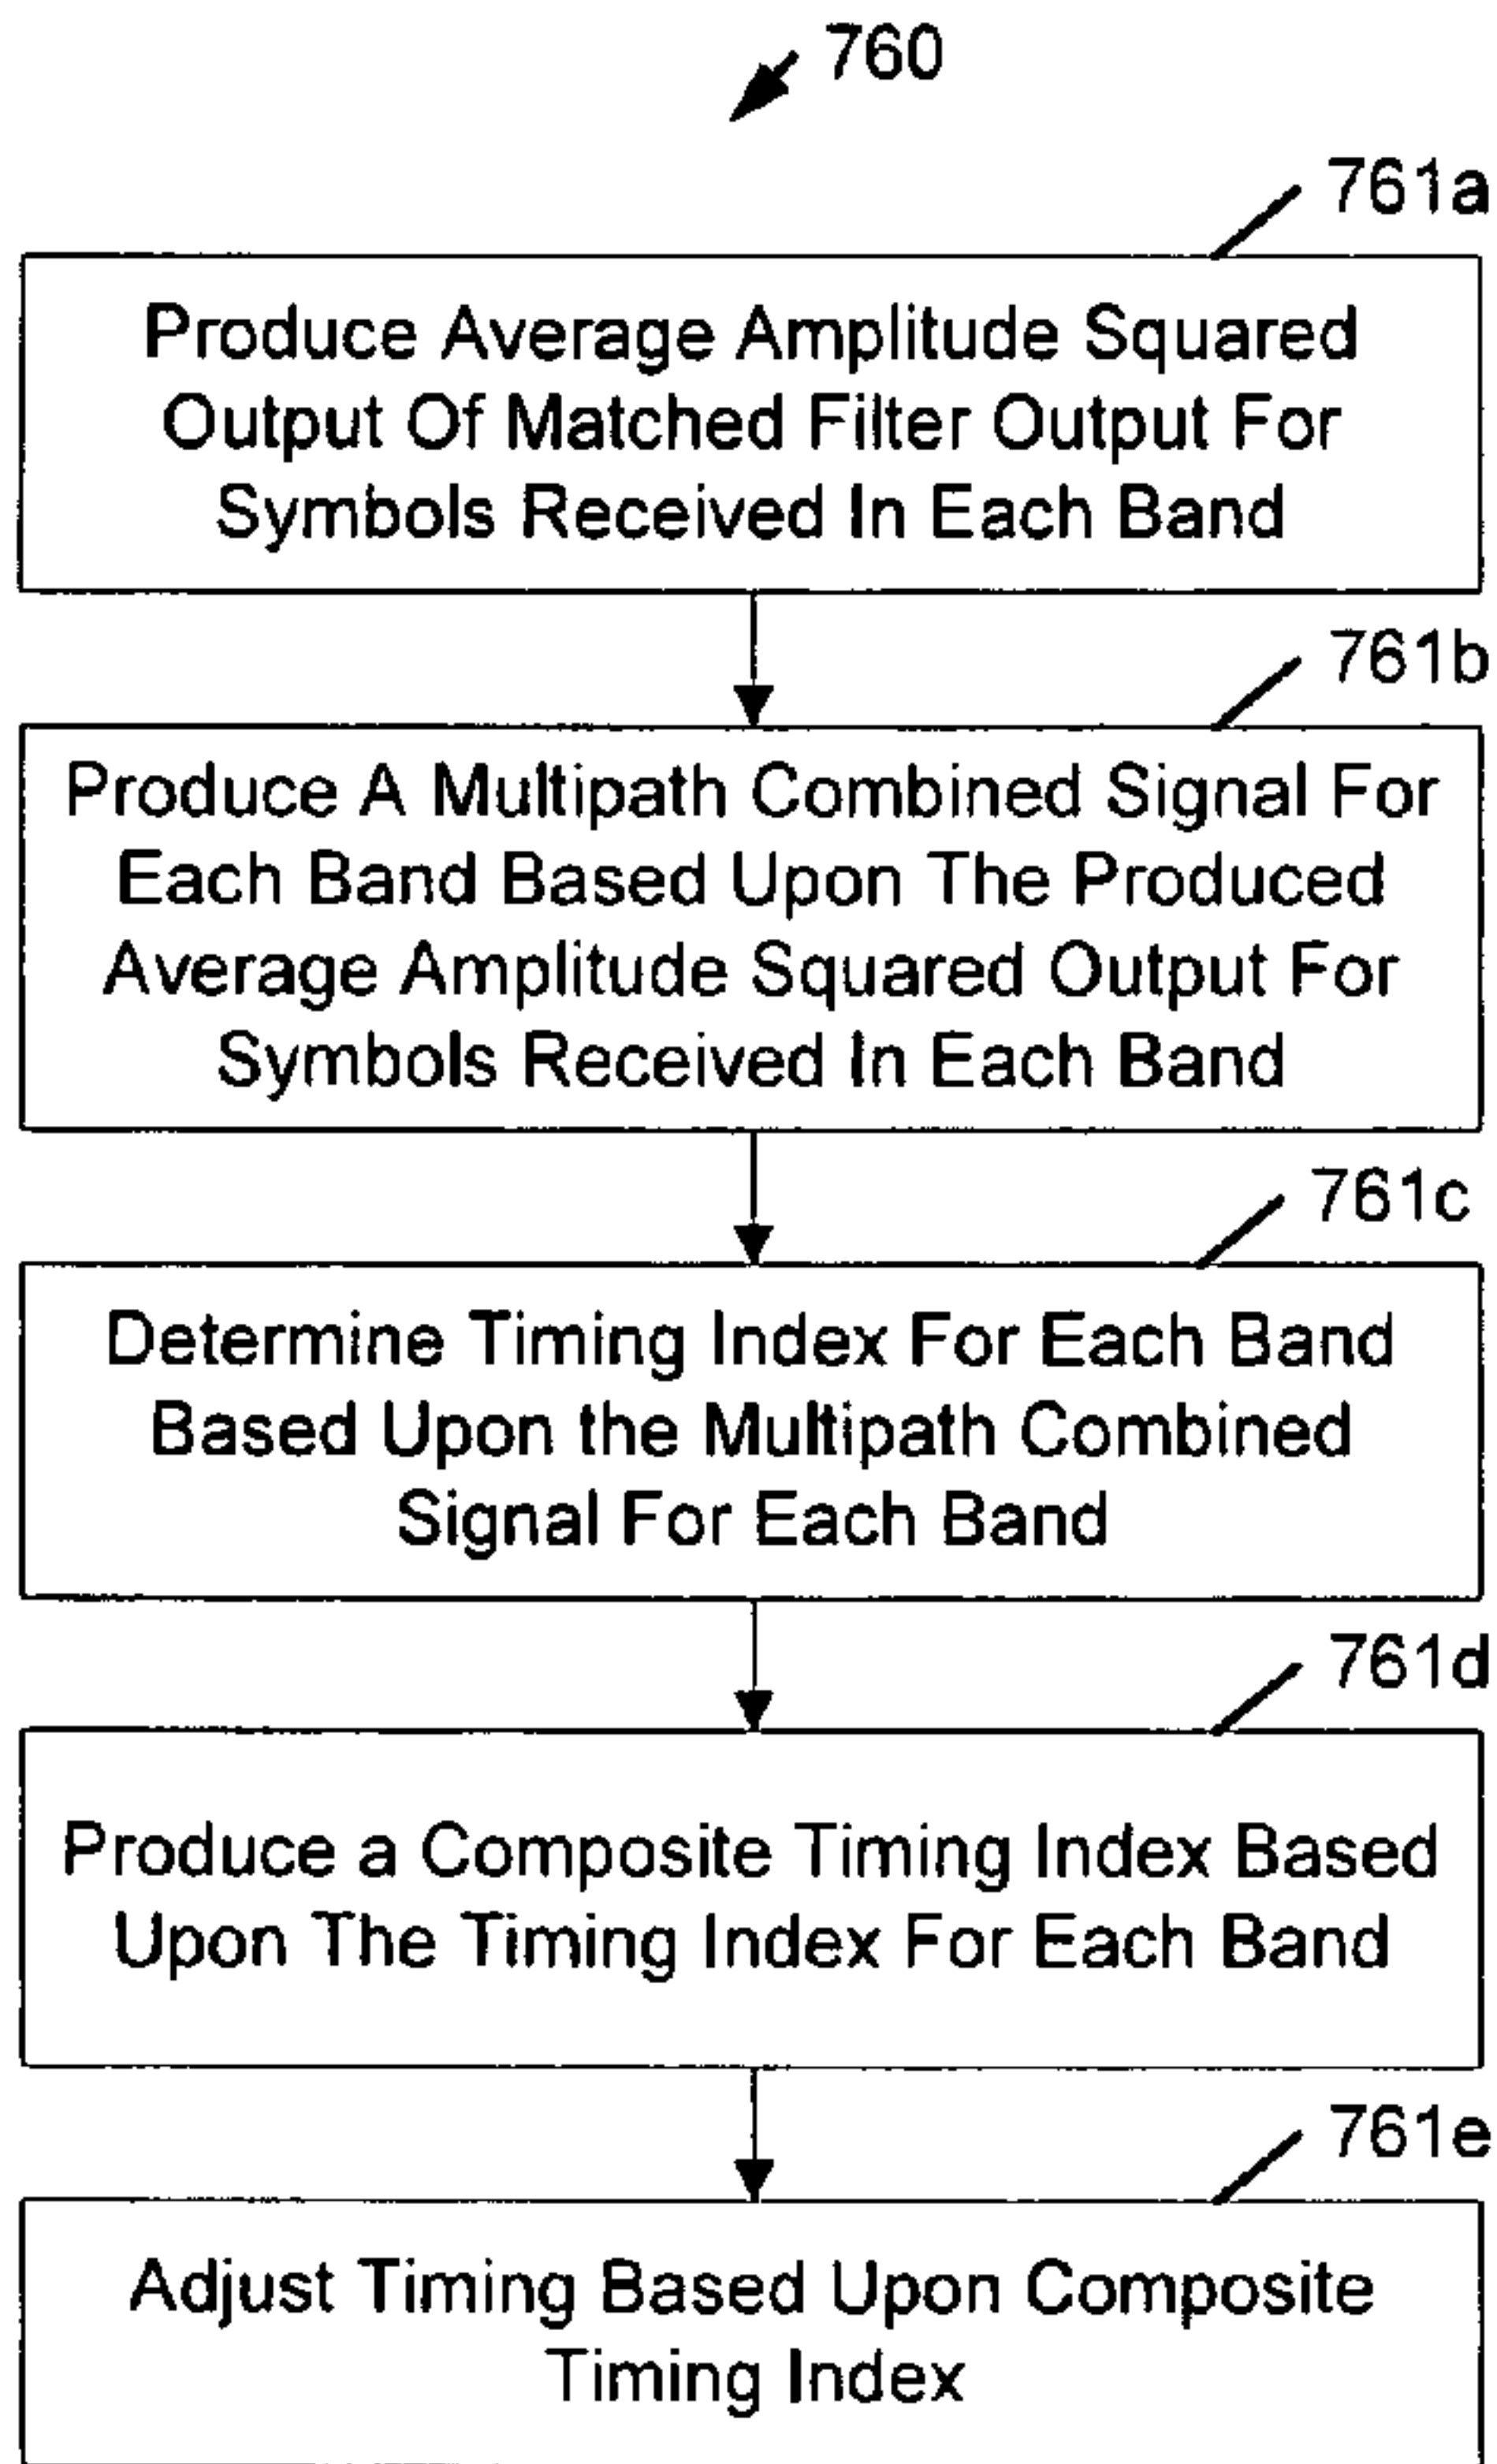 760
761a
Produce Average Amplitude Squared
Output Of Matched Filter Output For
Symbols Received In Each Band
761b
Produce A Multipath Combined Signal For
Each Band Based Upon The Produced
Average Amplitude Squared Output For
Symbols Received In Each Band
761c
Determine Timing Index For Each Band
Based Upon the Multipath Combined
Signal For Each Band
761d
Produce a Composite Timing Index Based
Upon The Timing Index For Each Band
761e
Adjust Timing Based Upon Composite
Timing Index